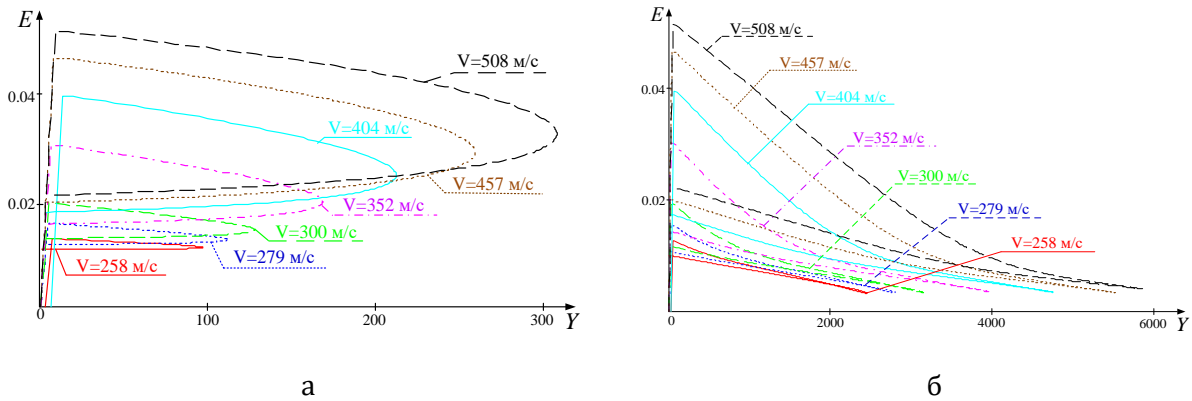 E
0.04
0.02
0
100
200
300
Y
V=508 м/с
V=404 м/с
V=457 м/с
V=352 м/с
V=300 м/с
V=279 м/с
V=258 м/с
а
E
0.04
0.02
0
2000
4000
6000
Y
V=508 м/с
V=457 м/с
V=404 м/с
V=352 м/с
V=300 м/с
V=279 м/с
V=258 м/с
б